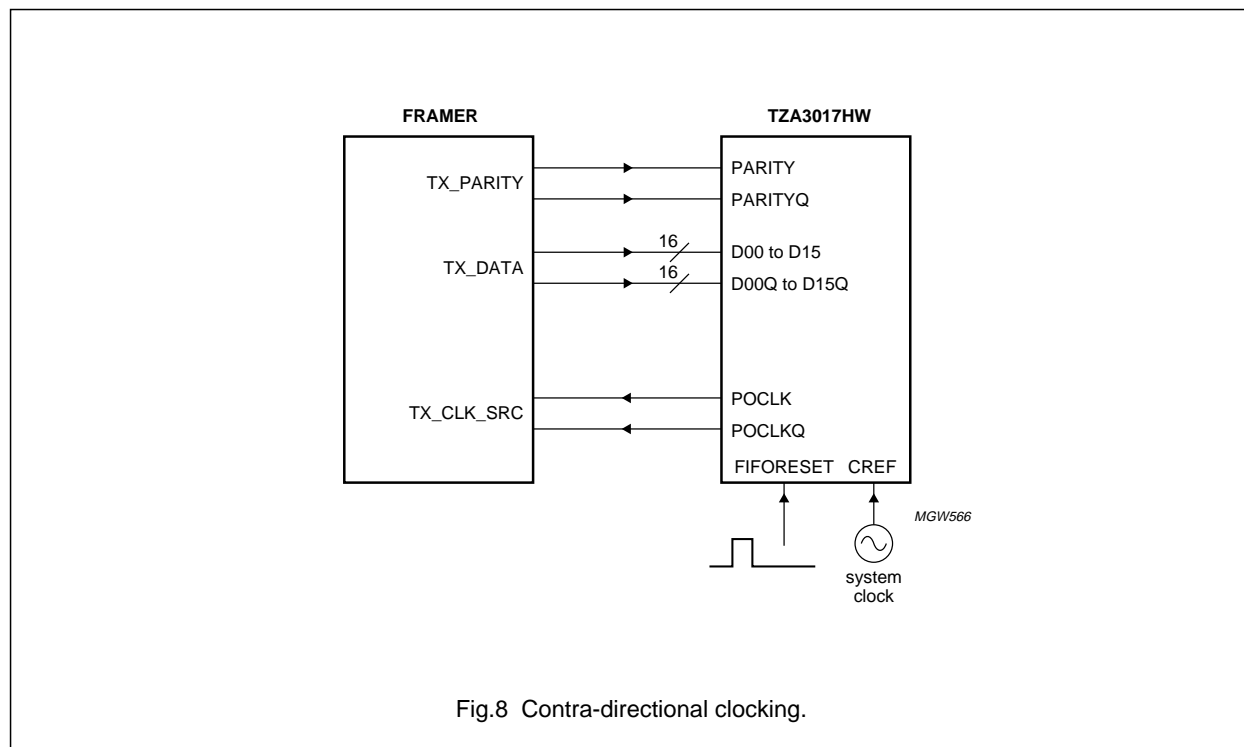 FRAMER
TZA3017HW
TX_PARITY
PARITY
PARITYQ
TX_DATA
16
D00 to D15
16
D00Q to D15Q
TX_CLK_SRC
POCLK
POCLKQ
FIFORESET CREF
MGW566
system
clock
Fig.8 Contra-directional clocking.